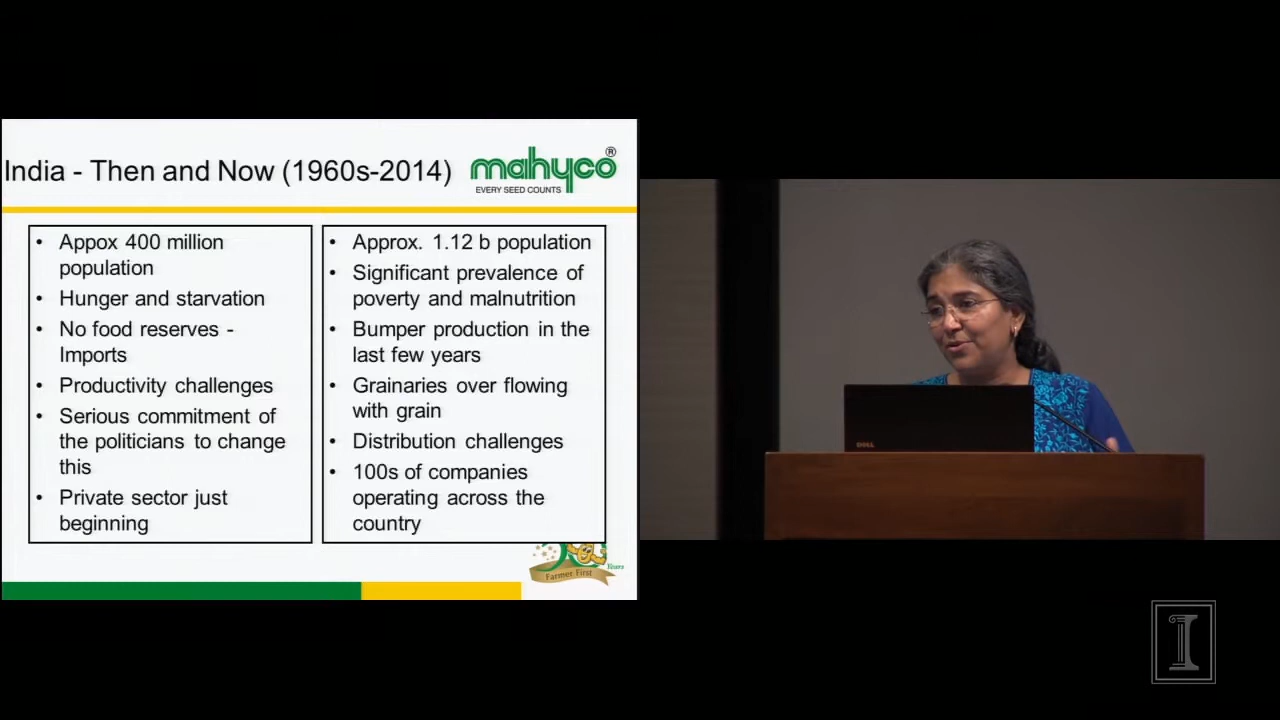 India - Then and Now (1960s-2014)
mahyco®
EVERY SEED COUNTS
• Appox 400 million
population
• Hunger and starvation
• No food reserves -
Imports
• Productivity challenges
• Serious commitment of
the politicians to change
this
• Private sector just
beginning
• Approx. 1.12 b population
• Significant prevalence of
poverty and malnutrition
• Bumper production in the
last few years
• Grainaries over flowing
with grain
• Distribution challenges
• 100s of companies
operating across the
country
Years
Farmer First
DELL
I